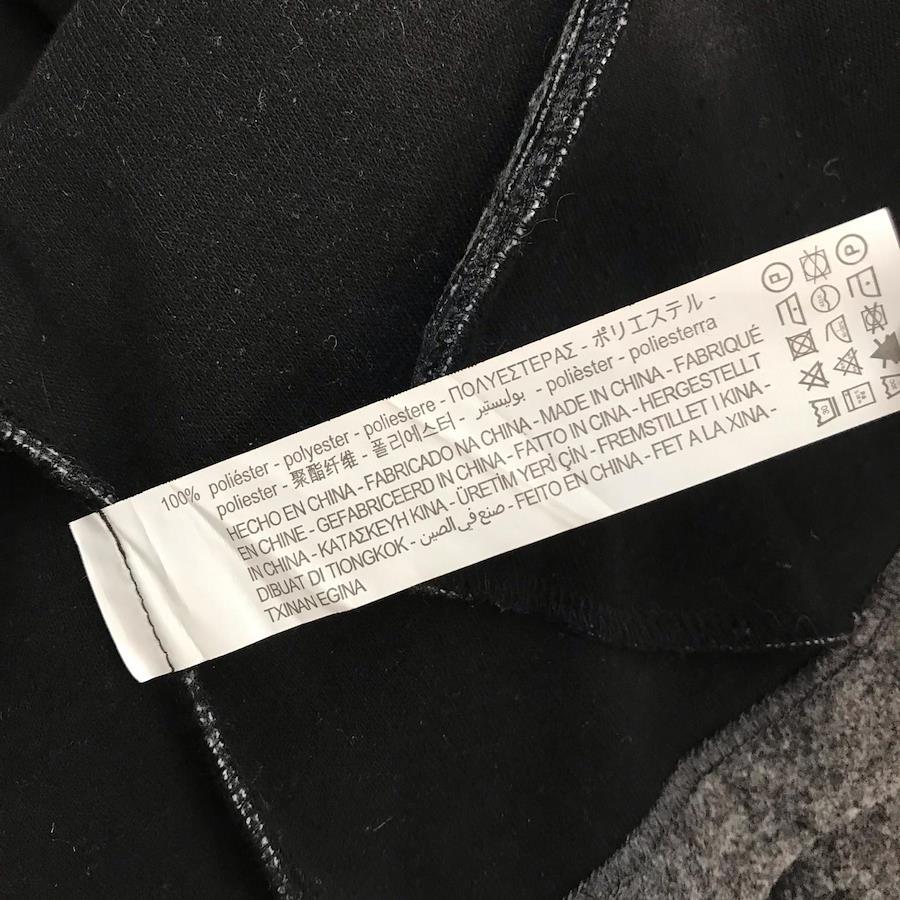 100% poliéster - polyester - poliestere - ΠΟΛΥΕΣΤΕΡΑΣ - ポリエステル -
poliester - 聚酯纤维 - 폴리에스터 - بوليستير - polièster - poliesterra
HECHO EN CHINA - FABRICADO NA CHINA - MADE IN CHINA - FABRIQUÉ
EN CHINE - GEFABRICEERD IN CHINA - FATTO IN CINA - HERGESTELLT
IN CHINA - ΚΑΤΑΣΚΕΥΗ ΚΙΝΑ - ÜRETİM YERİ ÇİN - FREMSTILLET I KINA -
DIBUAT DI TIONGKOK - صنع في الصين - FEITO EN CHINA - FET A LA XINA -
TXINAN EGINA
P P